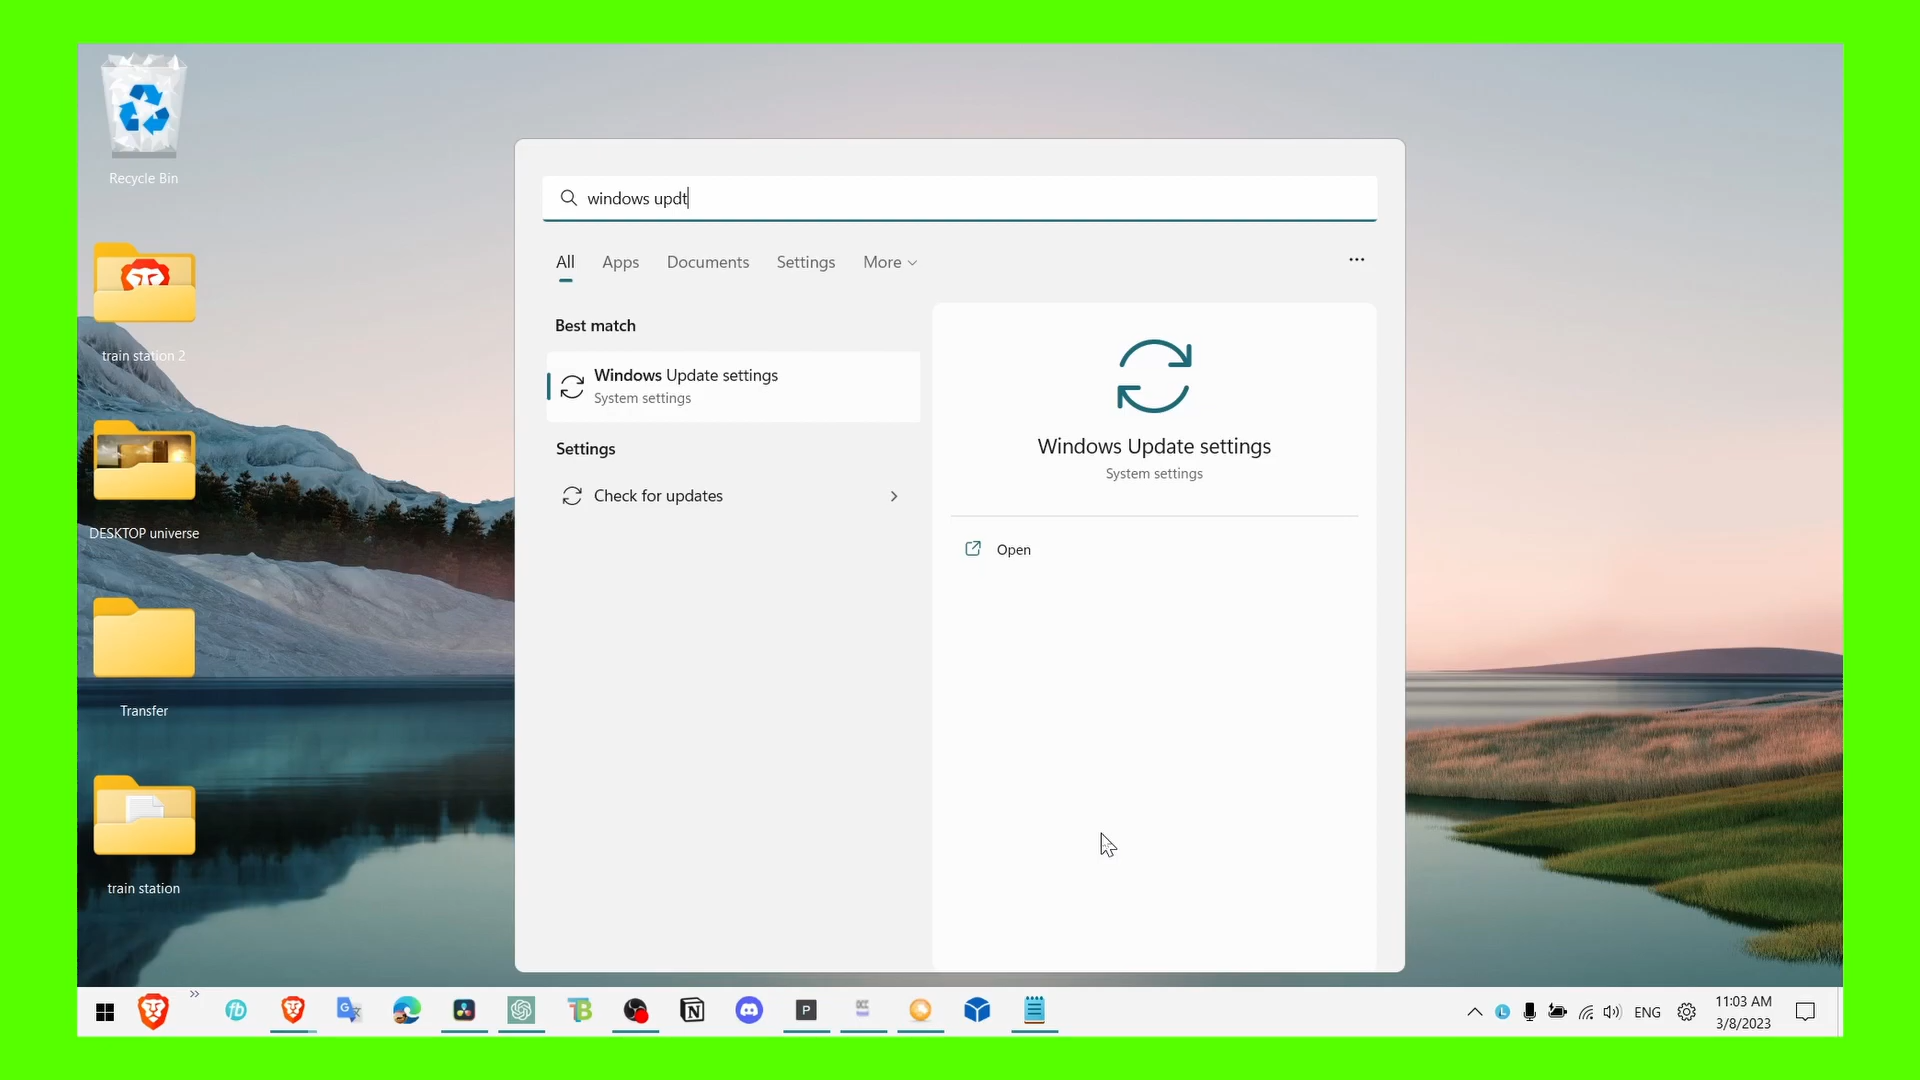 Recycle Bin
train station 2
DESKTOP universe
Transfer
train station
windows updt
All Apps Documents Settings More
Best match
Windows Update settings
System settings
Settings
Check for updates
Windows Update settings
System settings
Open
ENG
11:03 AM
3/8/2023